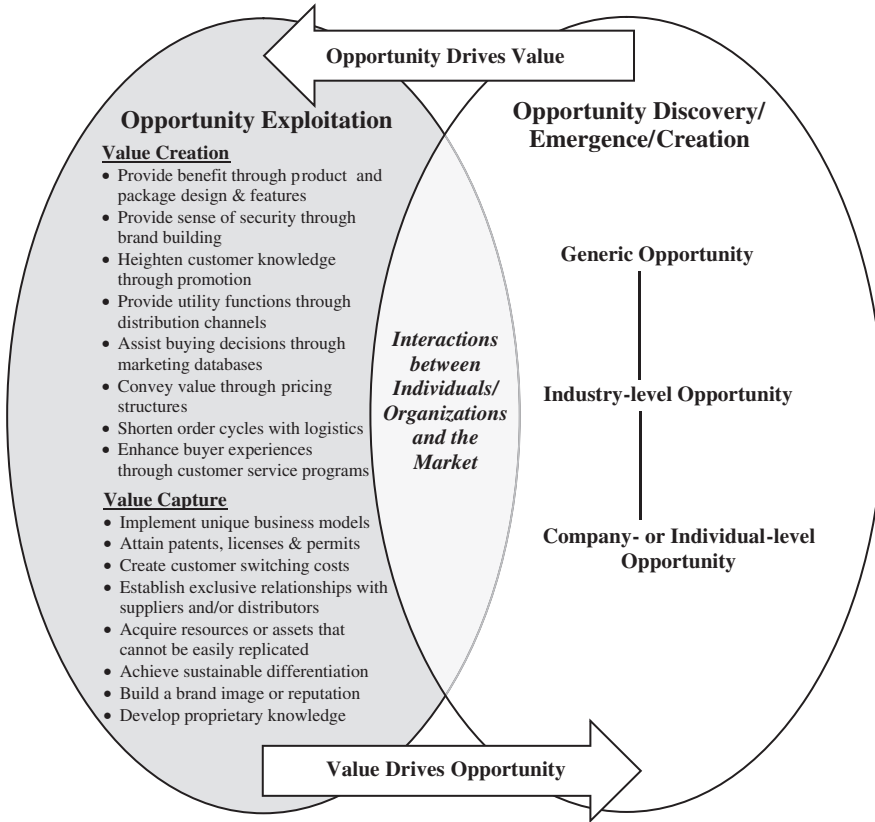 Opportunity Drives Value
Opportunity Exploitation
Value Creation
• Provide benefit through product and
package design & features
• Provide sense of security through
brand building
• Heighten customer knowledge
through promotion
• Provide utility functions through
distribution channels
• Assist buying decisions through
marketing databases
• Convey value through pricing
structures
• Shorten order cycles with logistics
• Enhance buyer experiences
through customer service programs
Value Capture
• Implement unique business models
• Attain patents, licenses & permits
• Create customer switching costs
• Establish exclusive relationships with
suppliers and/or distributors
• Acquire resources or assets that
cannot be easily replicated
• Achieve sustainable differentiation
• Build a brand image or reputation
• Develop proprietary knowledge
Interactions
between
Individuals/
Organizations
and the
Market
Opportunity Discovery/
Emergence/Creation
Generic Opportunity
Industry-level Opportunity
Company- or Individual-level
Opportunity
Value Drives Opportunity